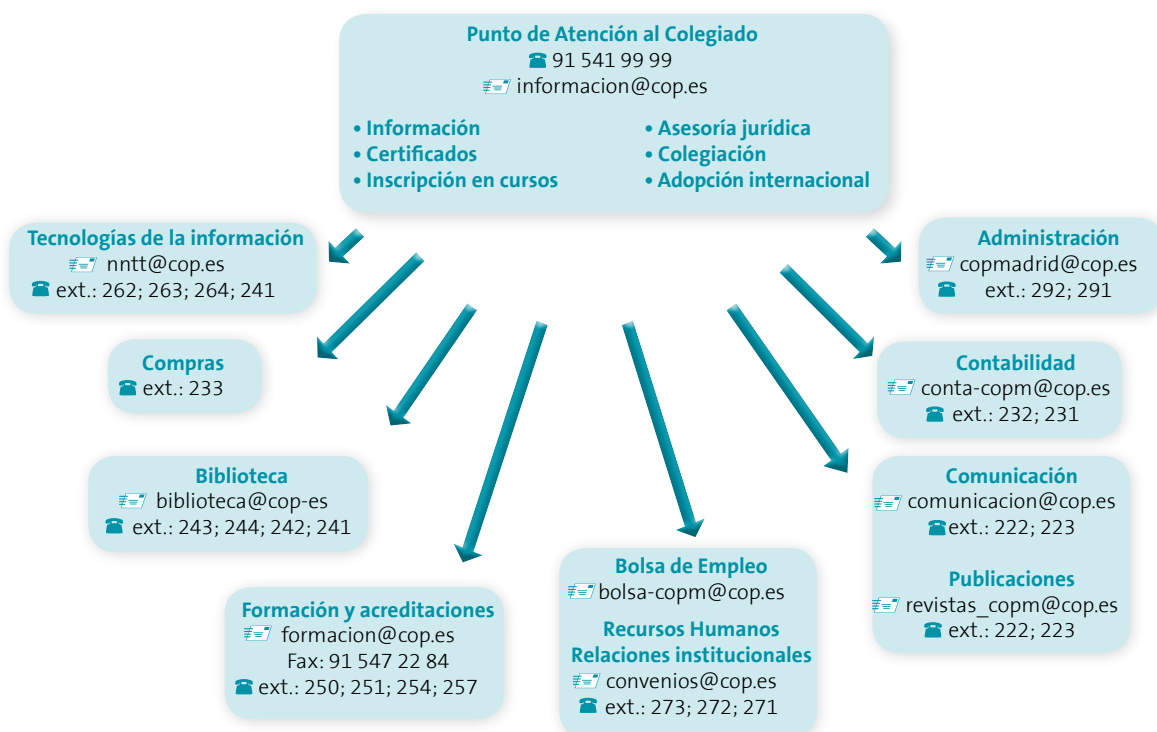 Punto de Atención al Colegiado
91 541 99 99
informacion@cop.es
• Información
• Certificados
• Inscripción en cursos
• Asesoría jurídica
• Colegiación
• Adopción internacional
Tecnologías de la información
nntt@cop.es
ext.: 262; 263; 264; 241
Administración
copmadrid@cop.es
ext.: 292; 291
Compras
ext.: 233
Contabilidad
conta-copm@cop.es
ext.: 232; 231
Biblioteca
biblioteca@cop-es
ext.: 243; 244; 242; 241
Comunicación
comunicacion@cop.es
ext.: 222; 223
Publicaciones
revistas_copm@cop.es
ext.: 222; 223
Formación y acreditaciones
formacion@cop.es
Fax: 91 547 22 84
ext.: 250; 251; 254; 257
Bolsa de Empleo
bolsa-copm@cop.es
Recursos Humanos
Relaciones institucionales
convenios@cop.es
ext.: 273; 272; 271